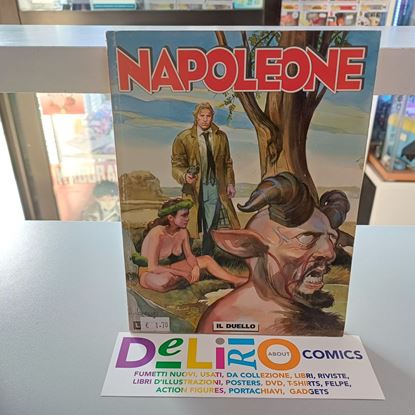 NAPOLEONE
IL DUELLO
€ 1.70
DeLiRiO ABOUT COMICS
FUMETTI NUOVI, USATI, DA COLLEZIONE, LIBRI, RIVISTE,
LIBRI D'ILLUSTRAZIONI, POSTERS, DVD, T-SHIRTS, FELPE,
ACTION FIGURES, PORTACHIAVI, GADGETS